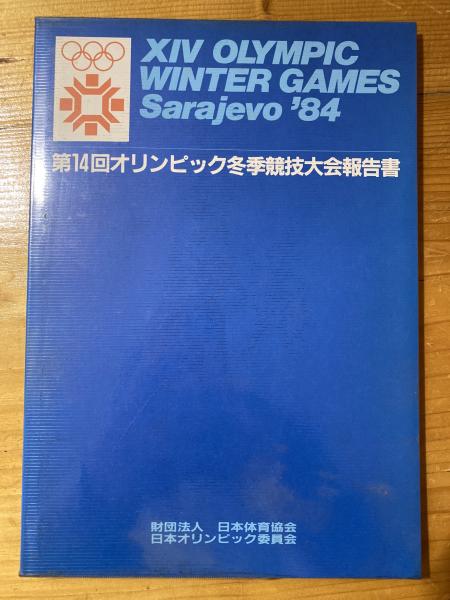 XIV OLYMPIC
WINTER GAMES
Sarajevo '84
第14回オリンピック冬季競技大会報告書
財団法人 日本体育協会
日本オリンピック委員会